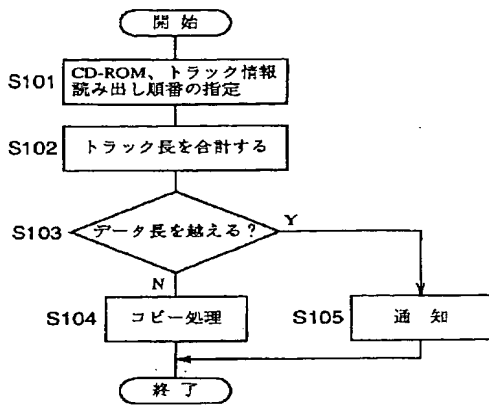 開始
S101
CD-ROM、トラック情報
読み出し順番の指定
S102
トラック長を合計する
S103
データ長を越える?
Y
N
S104
コピー処理
S105
通知
終了